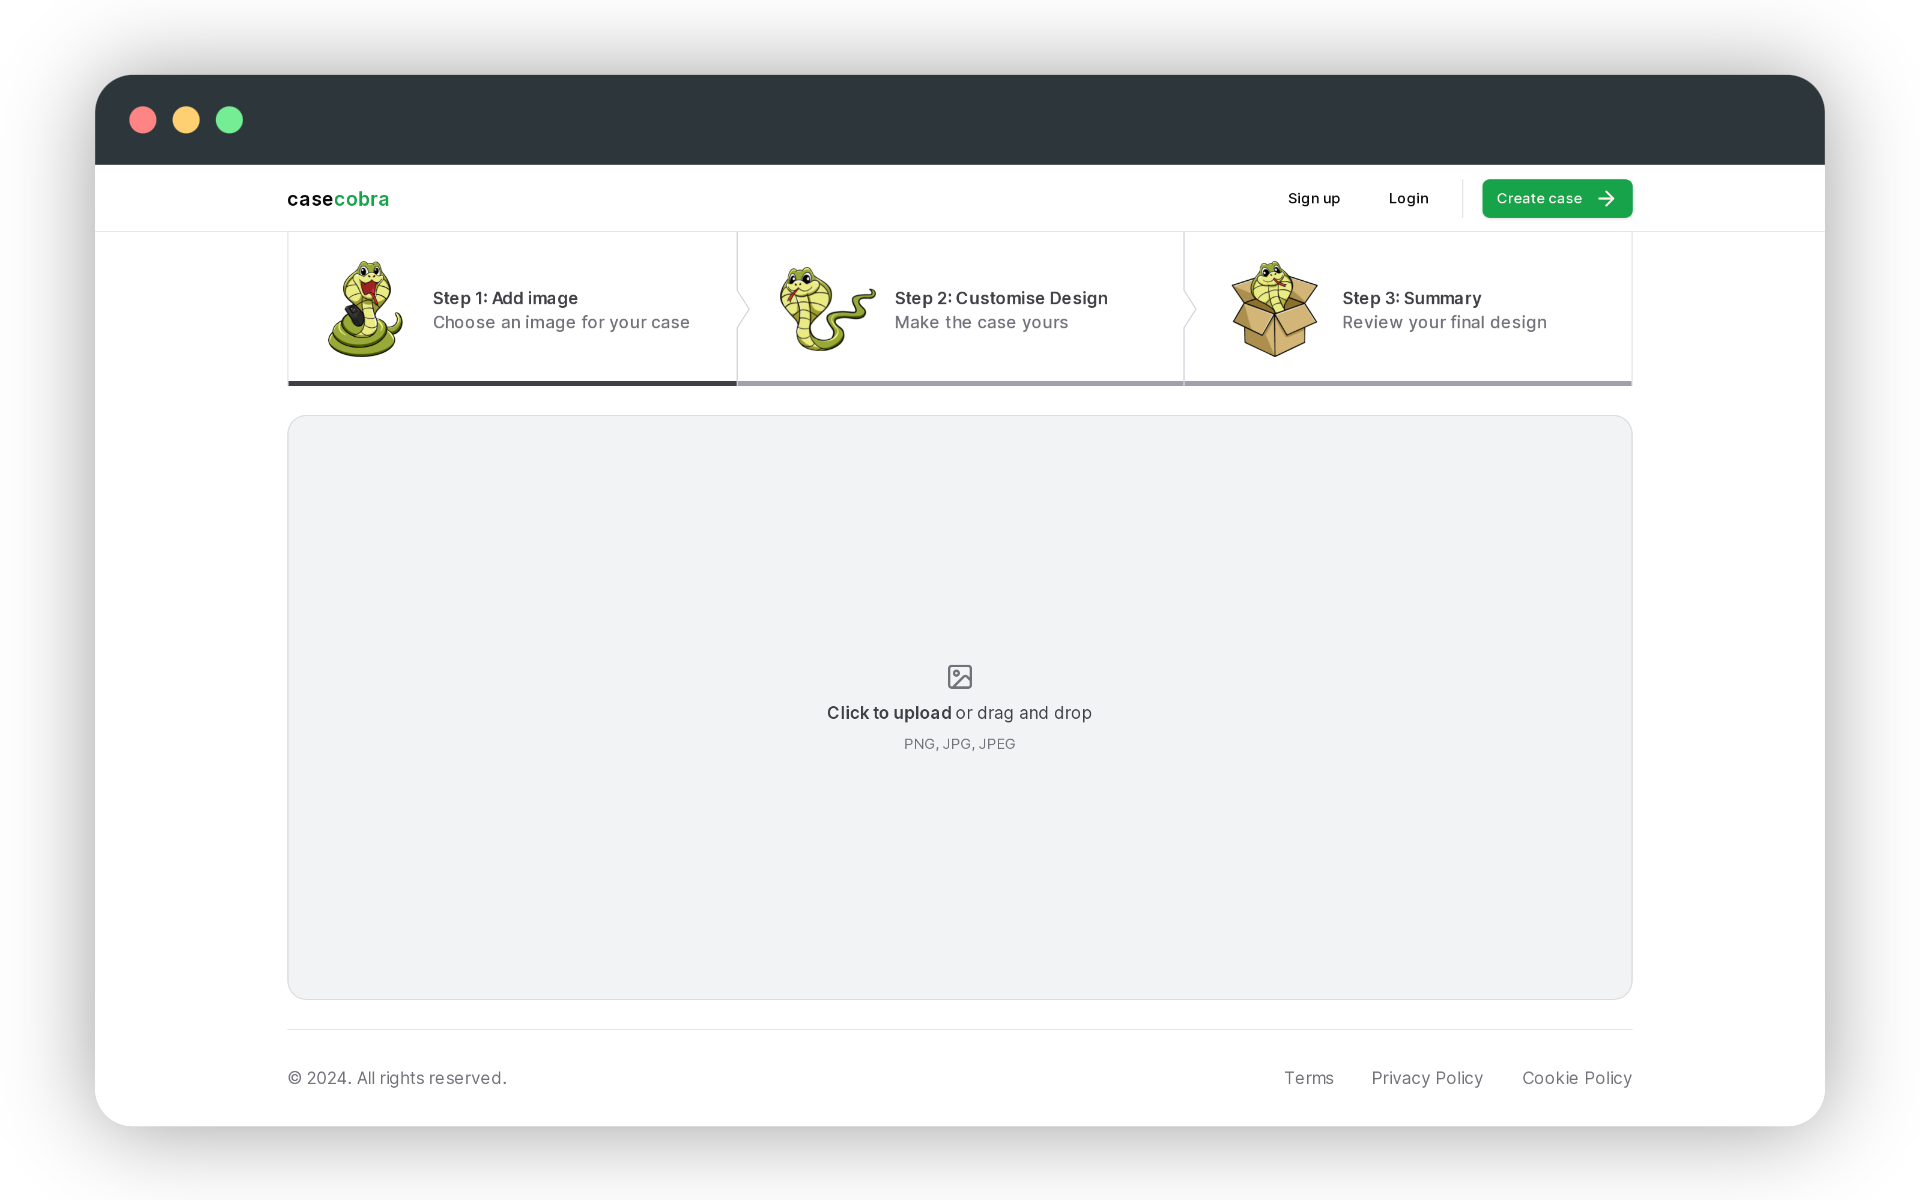 casecobra
Sign up
Login
Create case
Step 1: Add image
Choose an image for your case
Step 2: Customise Design
Make the case yours
Step 3: Summary
Review your final design
Click to upload or drag and drop
PNG, JPG, JPEG
© 2024. All rights reserved.
Terms
Privacy Policy
Cookie Policy